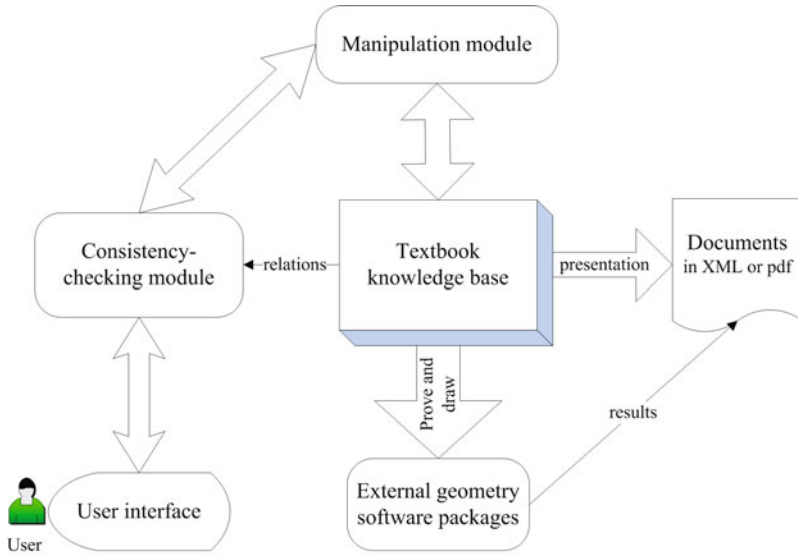 Manipulation module
Consistency-
checking module
relations
Textbook
knowledge base
presentation
Documents
in XML or pdf
Prove and
draw
results
External geometry
software packages
User interface
User